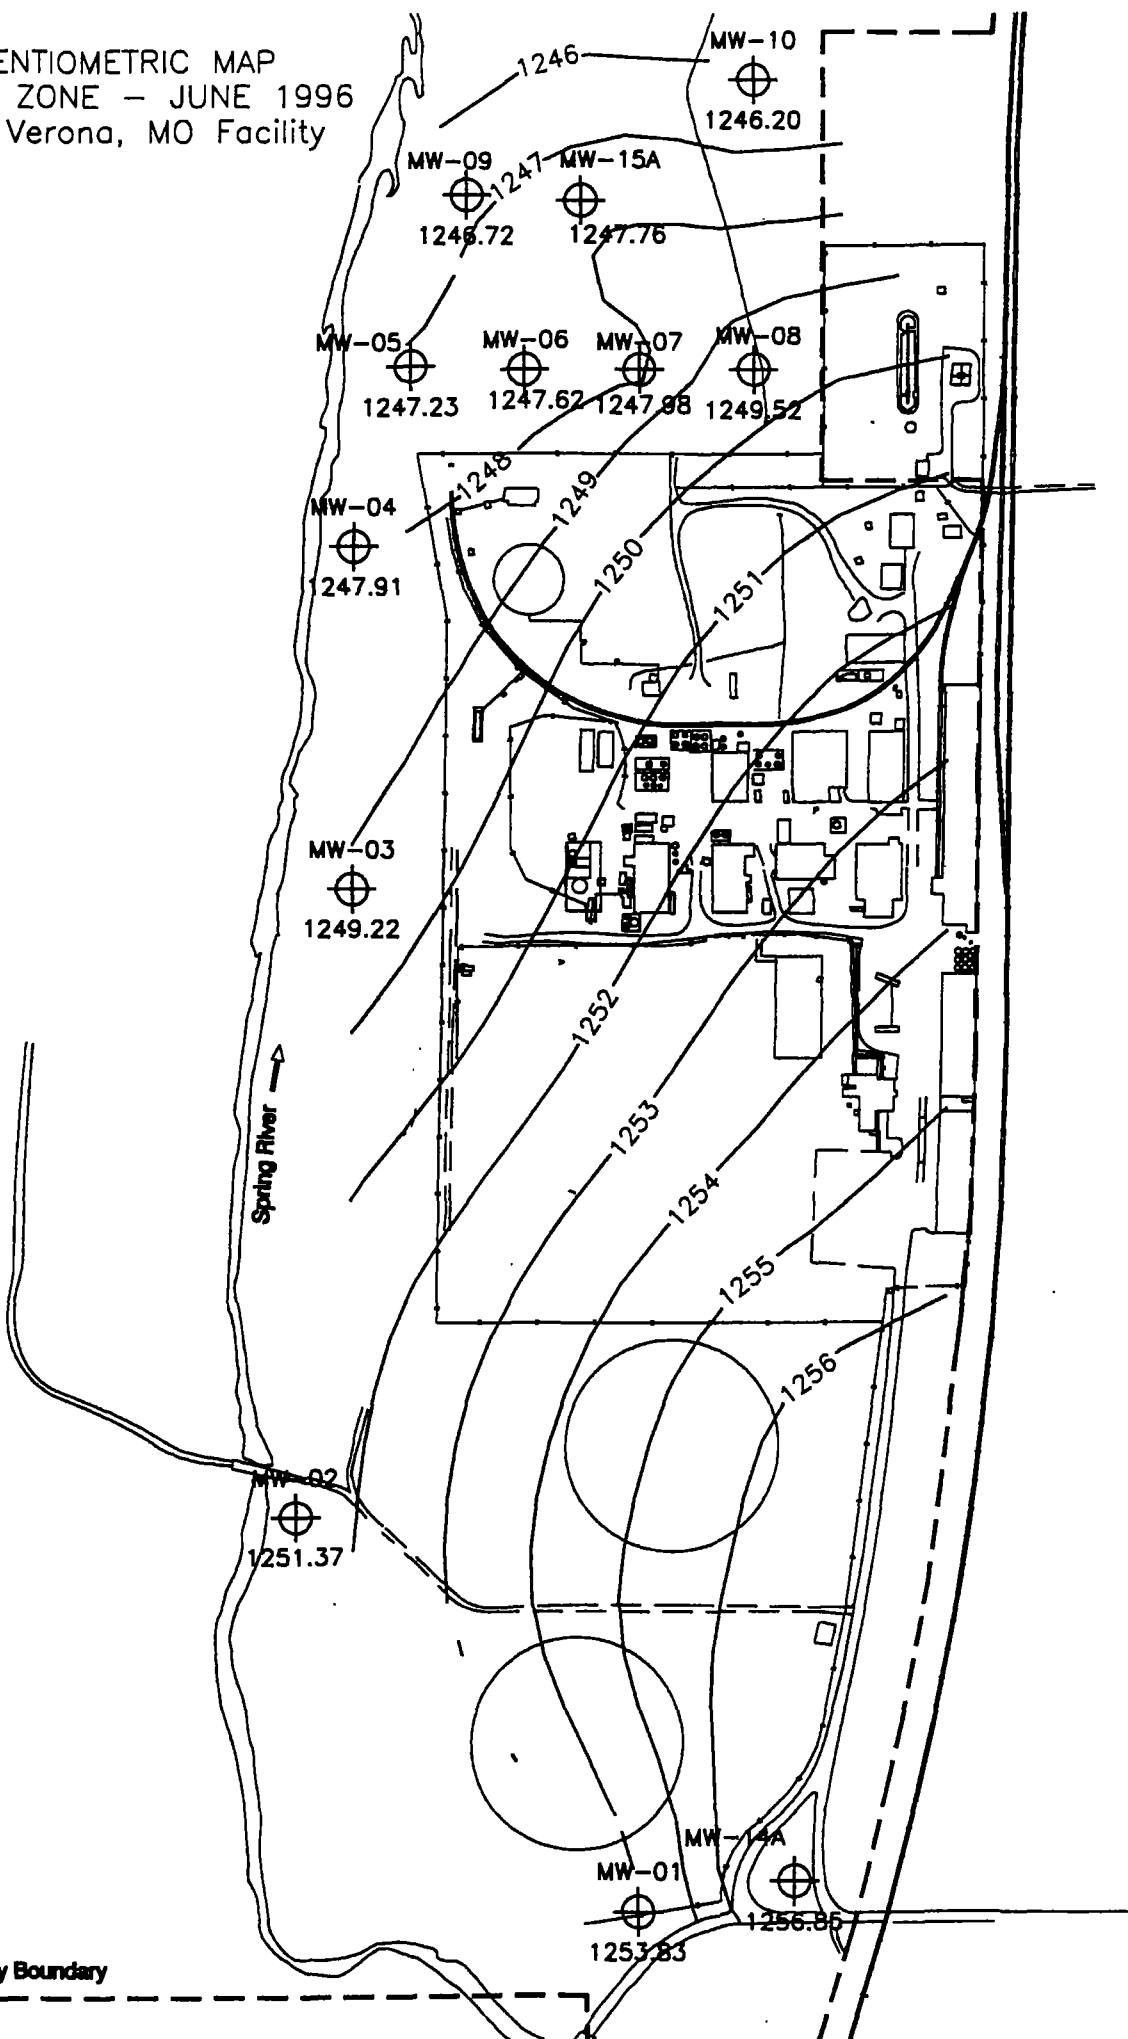 ENTIOMETRIC MAP
ZONE – JUNE 1996
Verona, MO Facility
MW-10
1246.20
1246
MW-09
1246.72
1247
MW-15A
1247.76
MW-05
1247.23
MW-06
1247.62
MW-07
1247.98
MW-08
1249.52
1248
1249
MW-04
1247.91
1250
1251
MW-03
1249.22
1252
Spring River
1253
1254
1255
1256
MW-02
1251.37
MW-14A
1256.85
MW-01
1253.83
y Boundary